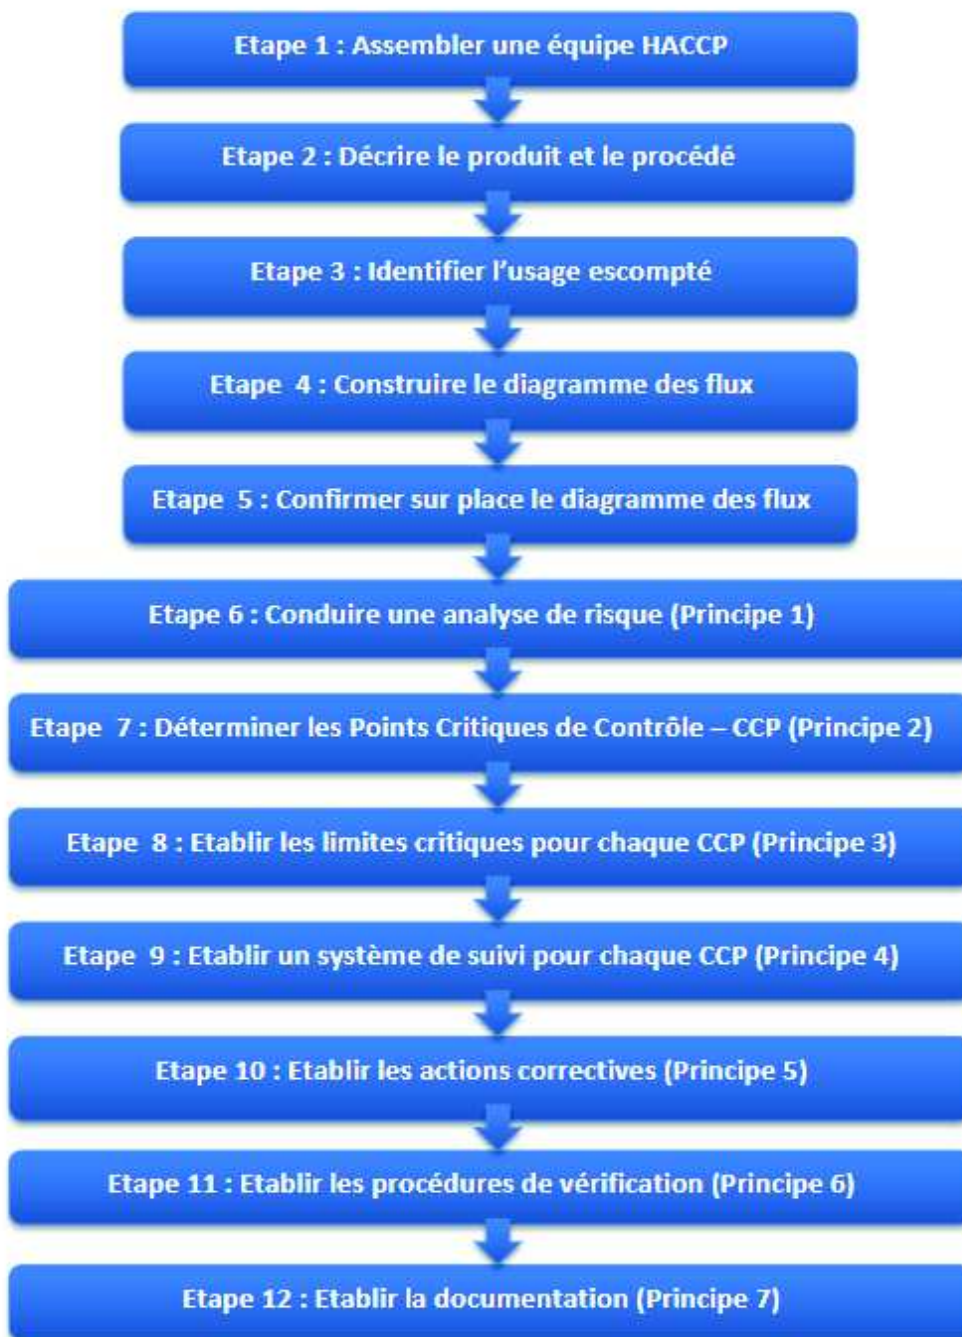 Etape 1 : Assembler une équipe HACCP
Etape 2 : Décrire le produit et le procédé
Etape 3 : Identifier l’usage escompté
Etape 4 : Construire le diagramme des flux
Etape 5 : Confirmer sur place le diagramme des flux
Etape 6 : Conduire une analyse de risque (Principe 1)
Etape 7 : Déterminer les Points Critiques de Contrôle – CCP (Principe 2)
Etape 8 : Etablir les limites critiques pour chaque CCP (Principe 3)
Etape 9 : Etablir un système de suivi pour chaque CCP (Principe 4)
Etape 10 : Etablir les actions correctives (Principe 5)
Etape 11 : Etablir les procédures de vérification (Principe 6)
Etape 12 : Etablir la documentation (Principe 7)